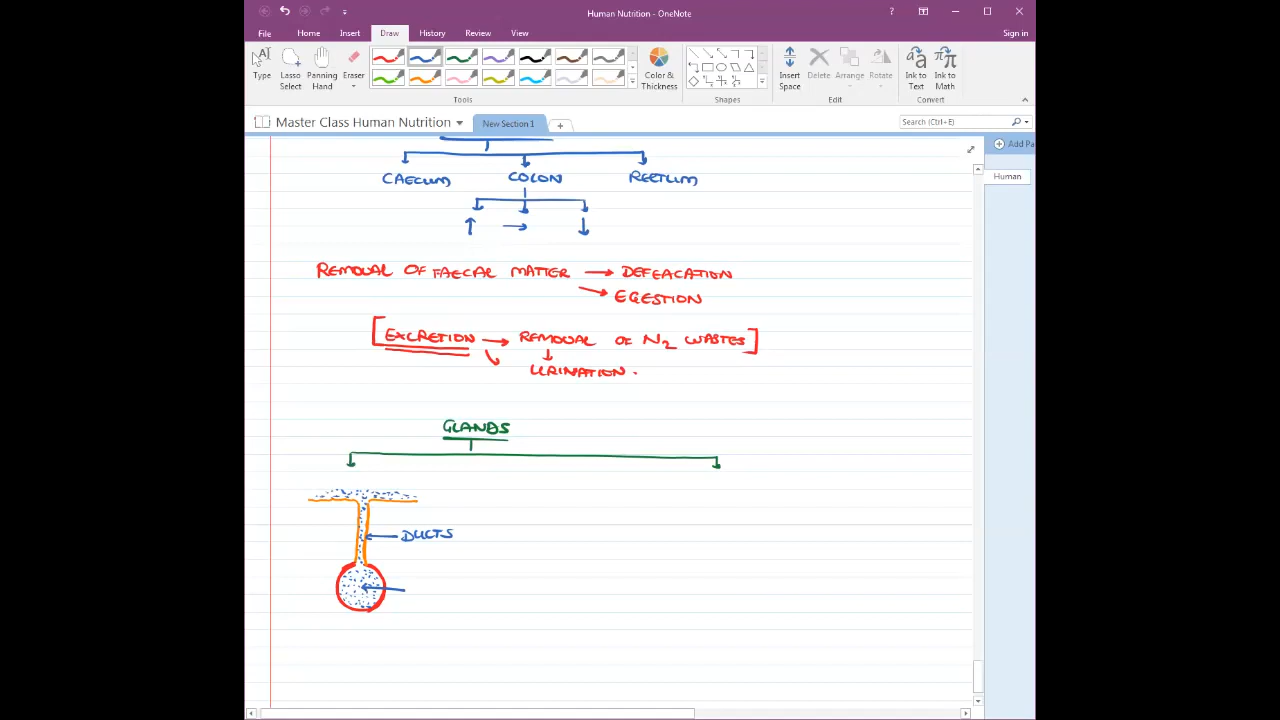 Human Nutrition - OneNote
File Home Insert Draw History Review View Sign in
Type Lasso Select Panning Hand Eraser Color & Thickness Insert Space Delete Arrange Rotate Ink to Text Ink to Math
Tools Shapes Edit Convert
Master Class Human Nutrition New Section 1 Search (Ctrl+E)
Add Pa
Human
CAECUM COLON RECTUM
REMOVAL OF FAECAL MATTER → DEFEACATION
→ EGESTION
[EXCRETION → REMOVAL OF N2 WASTES]
URINATION.
GLANDS
DUCTS